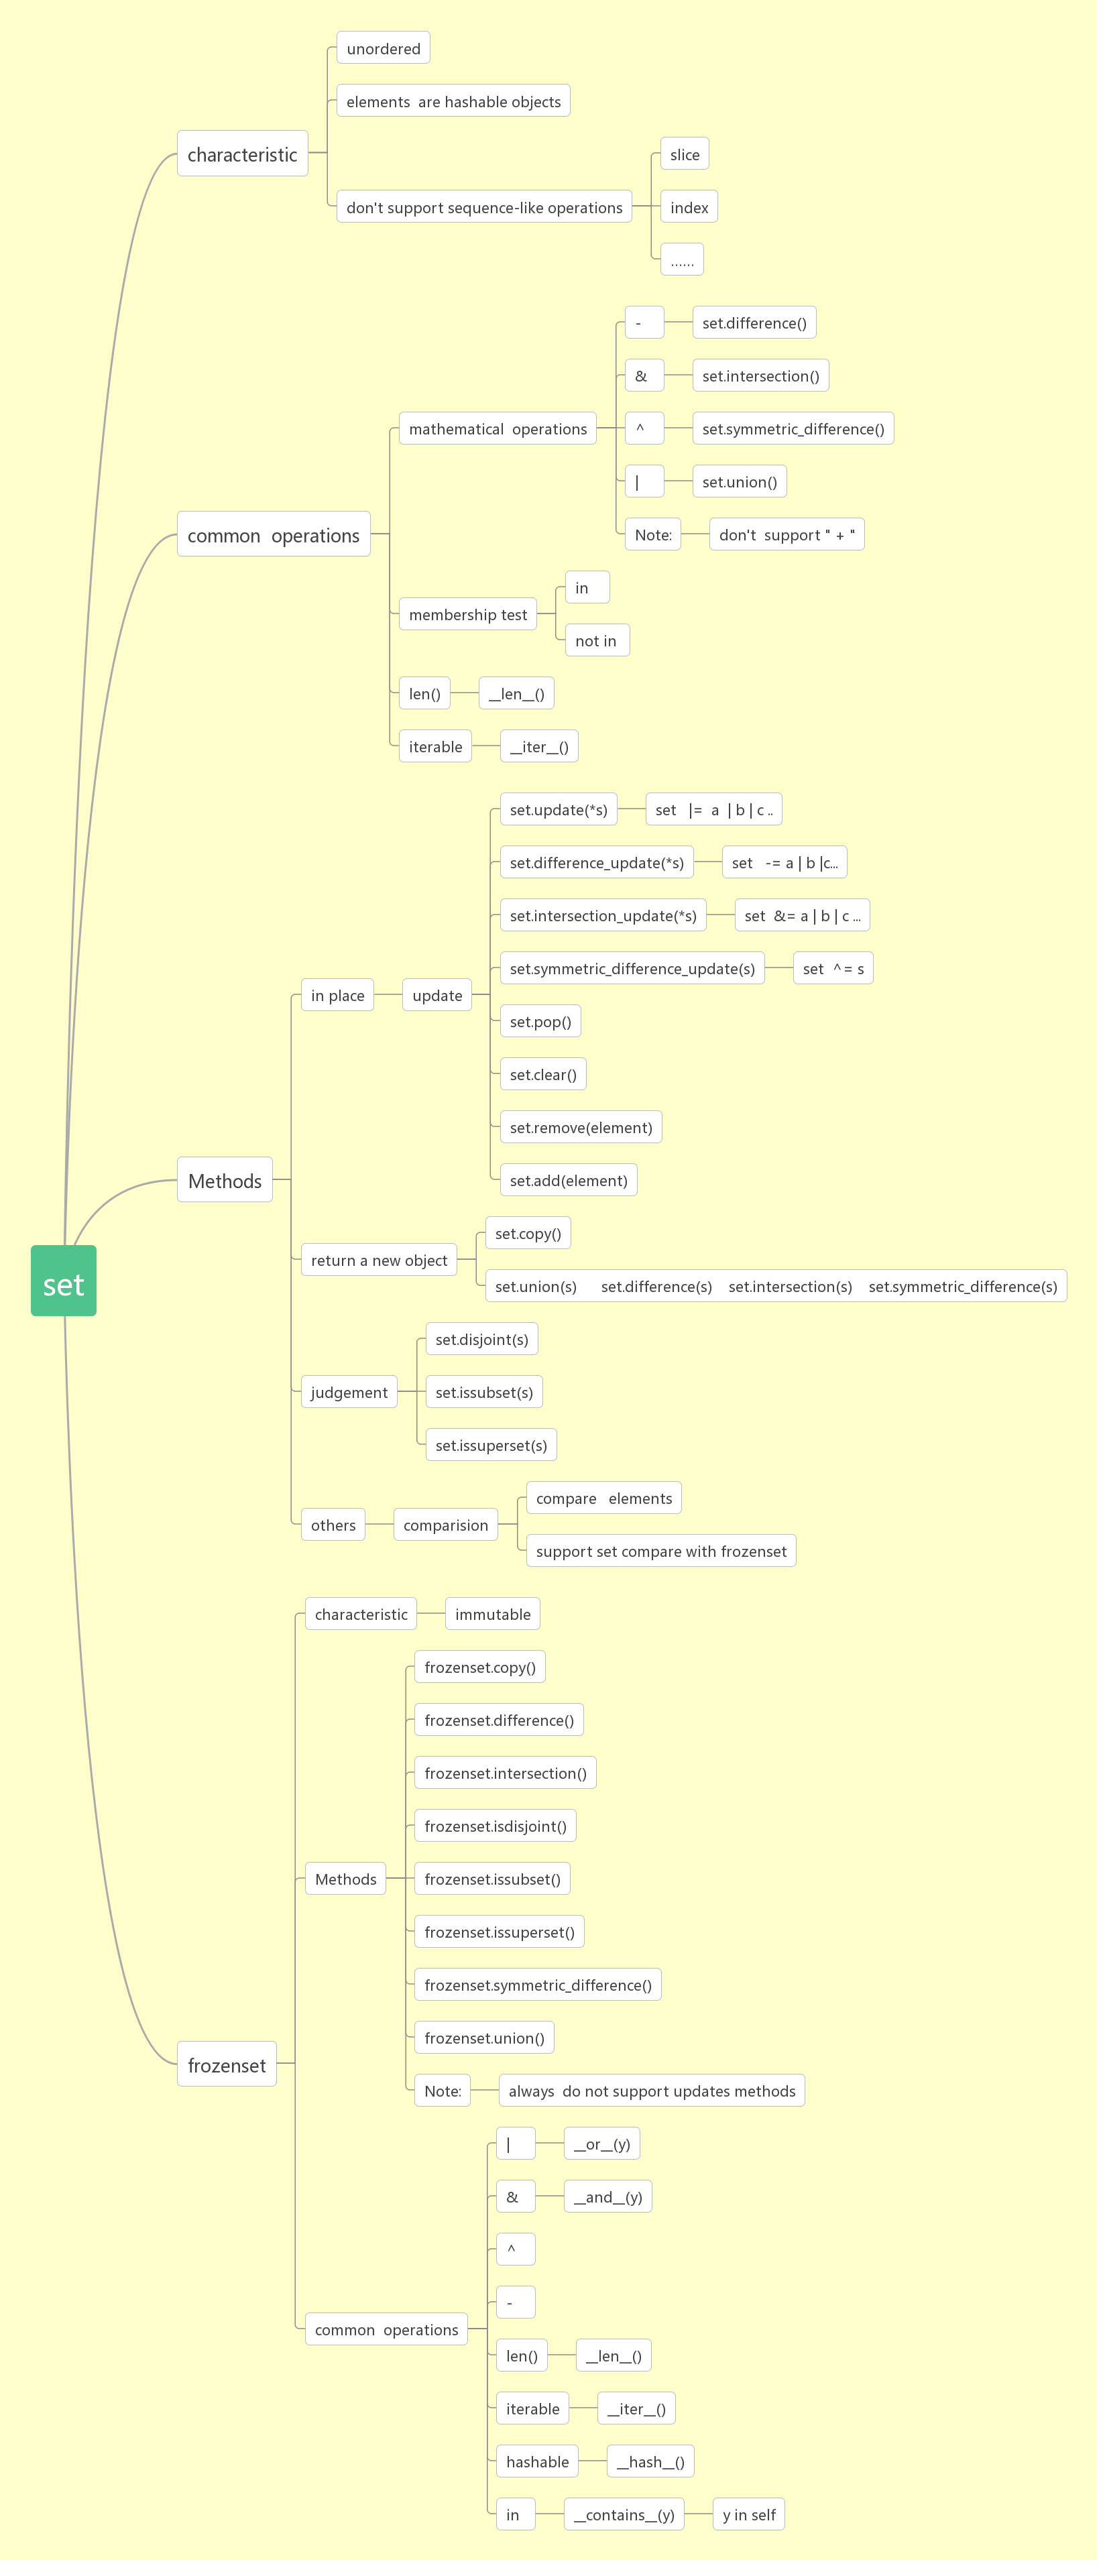 unordered
elements  are hashable objects
characteristic
slice
don't support sequence-like operations
index
......
-
set.difference()
&
set.intersection()
mathematical  operations
^
set.symmetric_difference()
|
set.union()
common  operations
Note:
don't  support " + "
in
membership test
not in
len()
__len__()
iterable
__iter__()
set.update(*s)
set   |=  a  | b | c ..
set.difference_update(*s)
set   -= a | b |c...
set.intersection_update(*s)
set  &= a | b | c ...
set.symmetric_difference_update(s)
set  ^= s
in place
update
set.pop()
set.clear()
set.remove(element)
Methods
set.add(element)
set.copy()
return a new object
set
set.union(s)      set.difference(s)    set.intersection(s)    set.symmetric_difference(s)
set.disjoint(s)
judgement
set.issubset(s)
set.issuperset(s)
compare   elements
others
comparision
support set compare with frozenset
characteristic
immutable
frozenset.copy()
frozenset.difference()
frozenset.intersection()
frozenset.isdisjoint()
Methods
frozenset.issubset()
frozenset.issuperset()
frozenset.symmetric_difference()
frozenset.union()
frozenset
Note:
always  do not support updates methods
|
__or__(y)
&
__and__(y)
^
-
common  operations
len()
__len__()
iterable
__iter__()
hashable
__hash__()
in
__contains__(y)
y in self